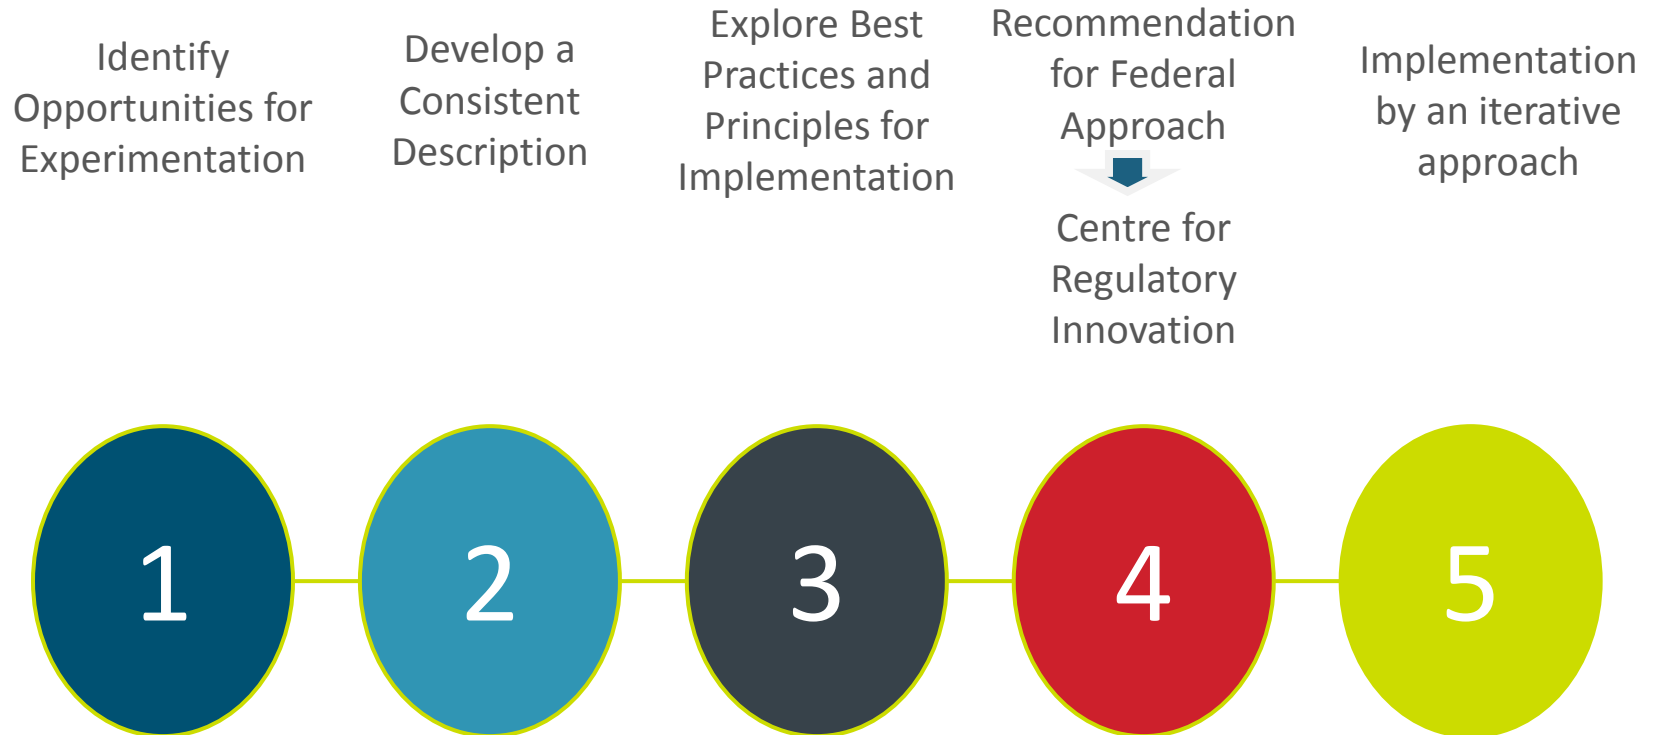 Identify
Opportunities for
Experimentation
Develop a
Consistent
Description
Explore Best
Practices and
Principles for
Implementation
Recommendation
for Federal
Approach
Centre for
Regulatory
Innovation
Implementation
by an iterative
approach
1
2
3
4
5